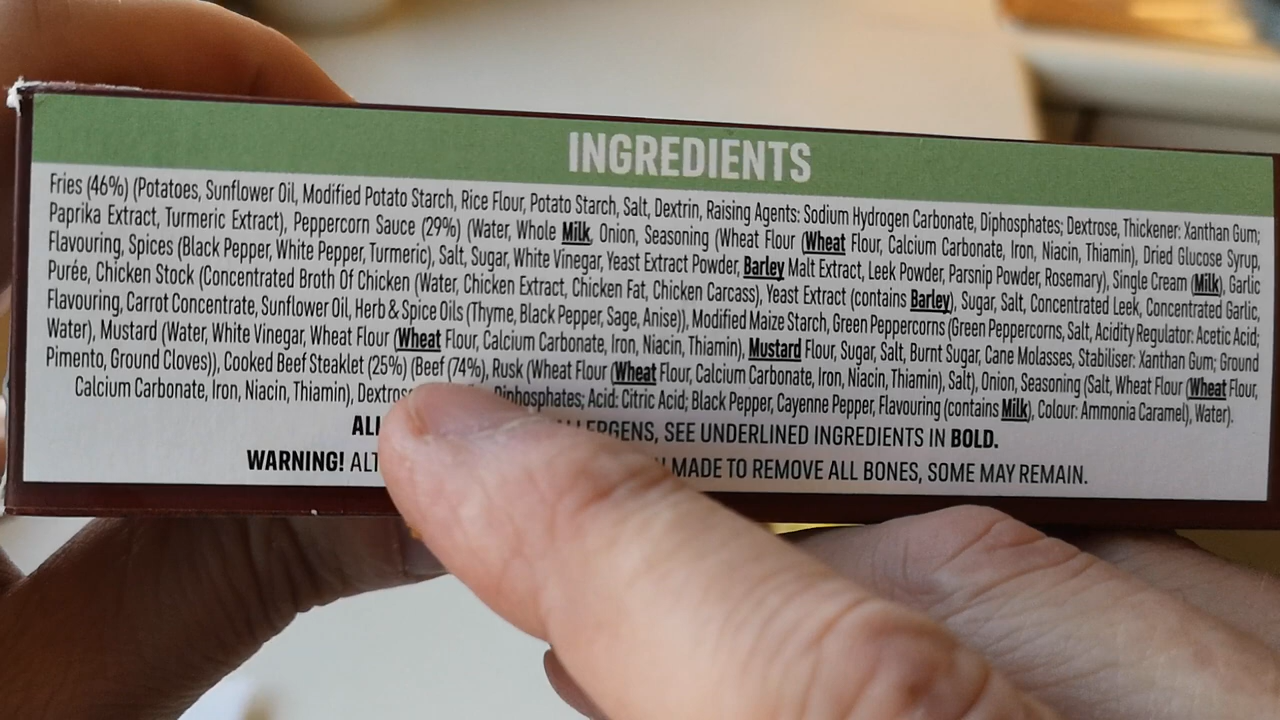 INGREDIENTS
Fries (46%) (Potatoes, Sunflower Oil, Modified Potato Starch, Rice Flour, Potato Starch, Salt, Dextrin, Raising Agents: Sodium Hydrogen Carbonate, Diphosphates; Dextrose, Thickener: Xanthan Gum;
Paprika Extract, Turmeric Extract), Peppercorn Sauce (29%) (Water, Whole Milk, Onion, Seasoning (Wheat Flour (Wheat Flour, Calcium Carbonate, Iron, Niacin, Thiamin), Dried Glucose Syrup,
Flavouring, Spices (Black Pepper, White Pepper, Turmeric), Salt, Sugar, White Vinegar, Yeast Extract Powder, Barley Malt Extract, Leek Powder, Parsnip Powder, Rosemary), Single Cream (Milk), Garlic
Purée, Chicken Stock (Concentrated Broth Of Chicken (Water, Chicken Extract, Chicken Fat, Chicken Carcass), Yeast Extract (contains Barley), Sugar, Salt, Concentrated Leek, Concentrated Garlic,
Flavouring, Carrot Concentrate, Sunflower Oil, Herb & Spice Oils (Thyme, Black Pepper, Sage, Anise)), Modified Maize Starch, Green Peppercorns (Green Peppercorns, Salt, Acidity Regulator: Acetic Acid;
Water), Mustard (Water, White Vinegar, Wheat Flour (Wheat Flour, Calcium Carbonate, Iron, Niacin, Thiamin), Mustard Flour, Sugar, Salt, Burnt Sugar, Cane Molasses, Stabiliser: Xanthan Gum; Ground
Pimento, Ground Cloves)), Cooked Beef Steaklet (25%) (Beef (74%), Rusk (Wheat Flour (Wheat Flour, Calcium Carbonate, Iron, Niacin, Thiamin), Salt), Onion, Seasoning (Salt, Wheat Flour (Wheat Flour,
Calcium Carbonate, Iron, Niacin, Thiamin), Dextrose Diphosphates; Acid: Citric Acid; Black Pepper, Cayenne Pepper, Flavouring (contains Milk), Colour: Ammonia Caramel), Water).
SEE UNDERLINED INGREDIENTS IN BOLD.
WARNING! MADE TO REMOVE ALL BONES, SOME MAY REMAIN.